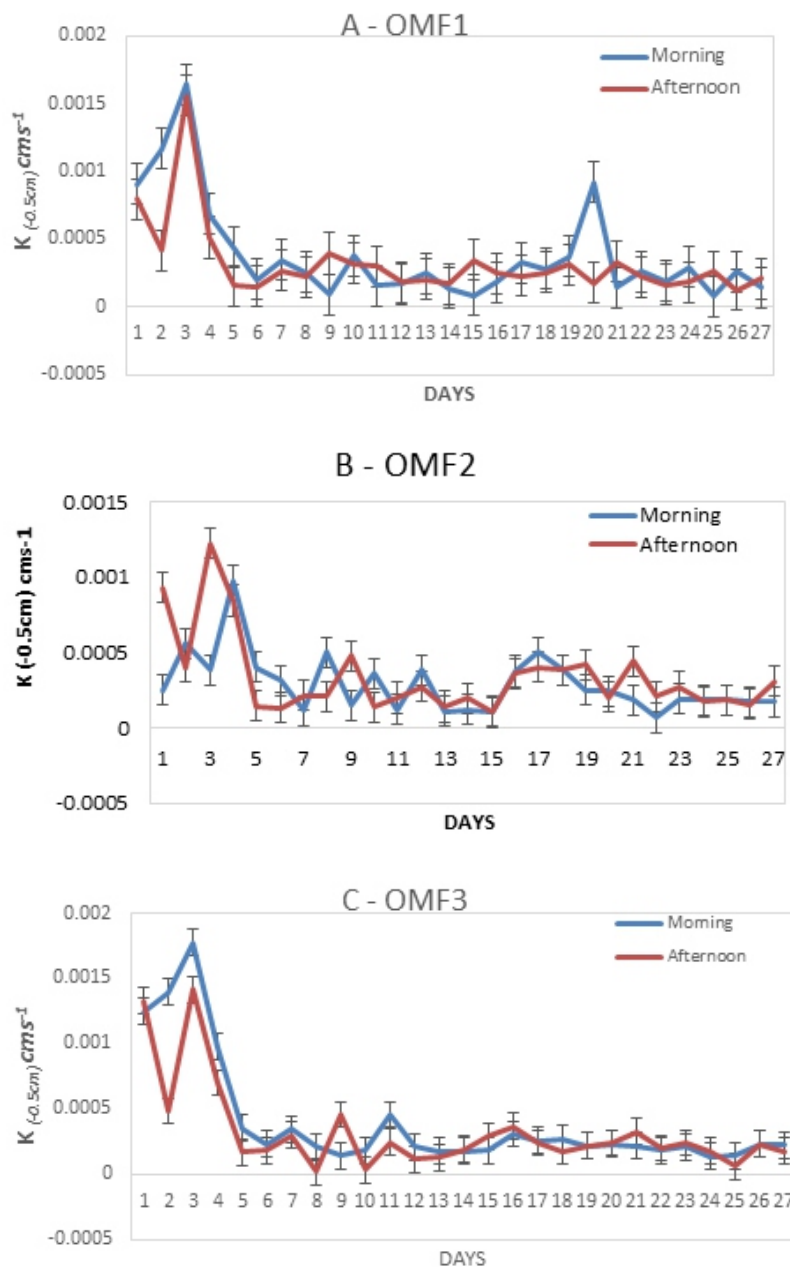 A - OMF1
0.002
Morning
Afternoon
0.0015
0.001
0.0005
0
-0.0005
K (-0.5cm) cms-1
1 2 3 4 5 6 7 8 9 10 11 12 13 14 15 16 17 18 19 20 21 22 23 24 25 26 27
DAYS
B - OMF2
0.0015
Morning
Afternoon
0.001
0.0005
0
-0.0005
K (-0.5cm) cms-1
1 3 5 7 9 11 13 15 17 19 21 23 25 27
DAYS
C - OMF3
0.002
Morning
Afternoon
0.0015
0.001
0.0005
0
-0.0005
K (-0.5cm) cms-1
1 2 3 4 5 6 7 8 9 10 11 12 13 14 15 16 17 18 19 20 21 22 23 24 25 26 27
DAYS